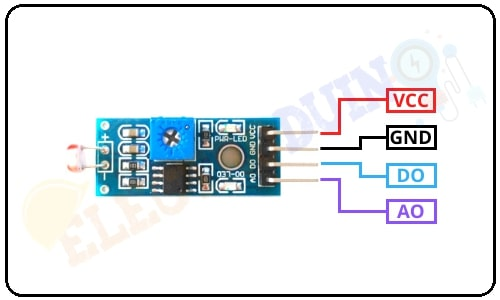 VCC
GND
DO
AO
PWR-LED
AO DO GND VCC
+
-